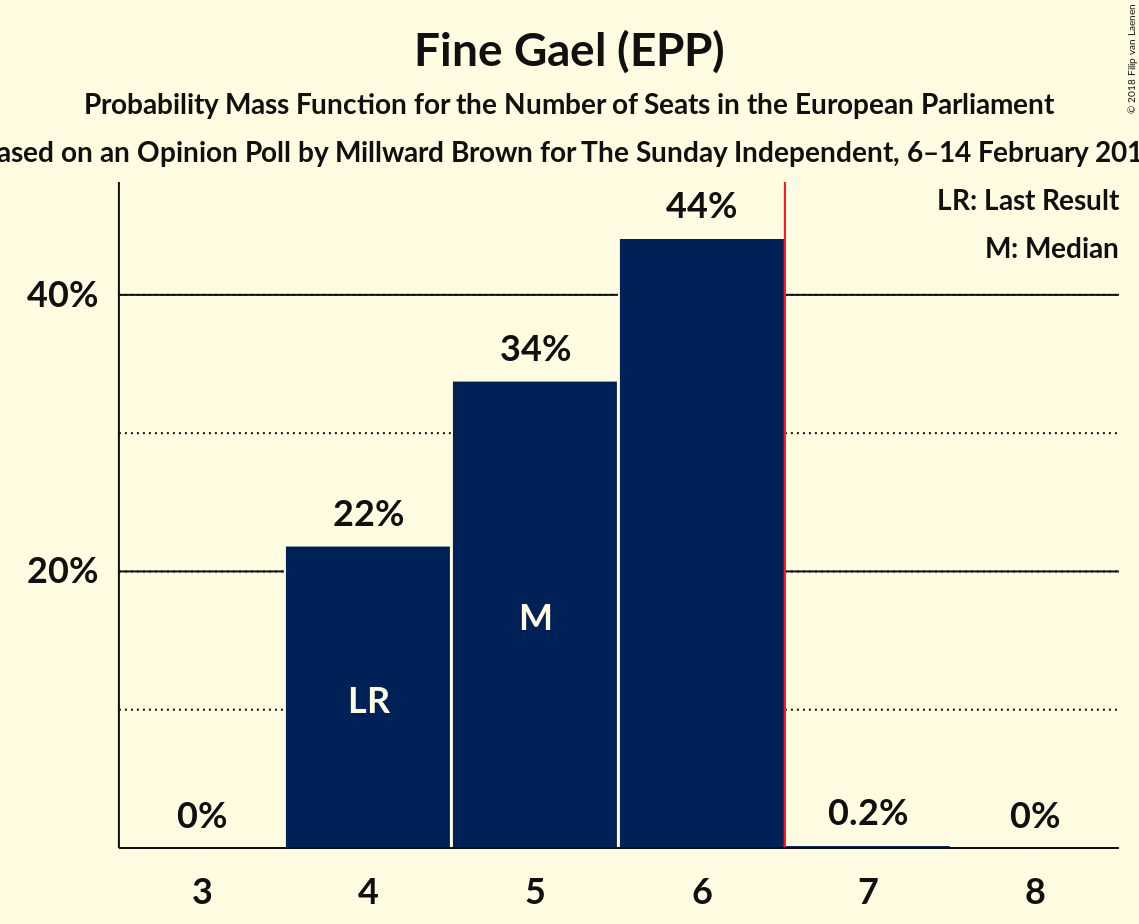 Fine Gael (EPP)
Probability Mass Function for the Number of Seats in the European Parliament
ased on an Opinion Poll by Millward Brown for The Sunday Independent, 6–14 February 201
© 2018 Filip van Laenen
LR: Last Result
M: Median
44%
40%
34%
22%
20%
M
LR
0%
0.2%
0%
3 4 5 6 7 8